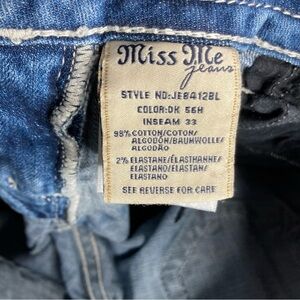 Miss Me
jeans
STYLE NO:JE8412BL
COLOR:DK 56H
INSEAM 33
98% COTTON/COTON/
ALGODÓN/BAUMWOLLE/
ALGODÃO
2% ELASTANE/ÉLASTHANNE/
ELASTANO/ELASTAN/
ELASTANO
SEE REVERSE FOR CARE